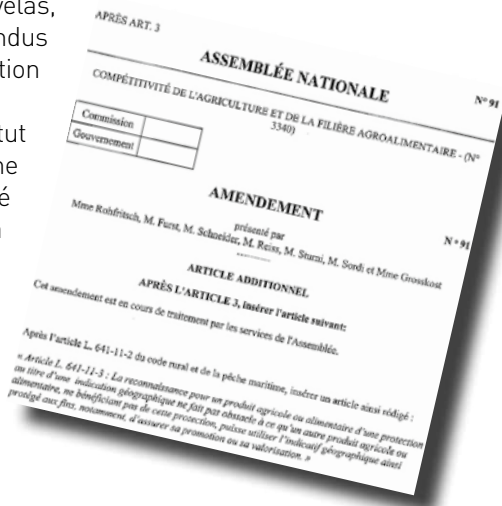 velas,
ndus
tion
tut
ne
é
APRÈS ART. 3
N° 91
ASSEMBLÉE NATIONALE
COMPÉTITIVITÉ DE L'AGRICULTURE ET DE LA FILIÈRE AGROALIMENTAIRE - (N°
3340)
Commission
Gouvernement
N° 91
AMENDEMENT
présenté par
Mme Rohfritsch, M. Furst, M. Schneider, M. Reiss, M. Sturni, M. Sordi et Mme Grosskost
ARTICLE ADDITIONNEL
APRÈS L'ARTICLE 3, insérer l'article suivant:
Cet amendement est en cours de traitement par les services de l'Assemblée.
Après l'article L. 641-11-2 du code rural et de la pêche maritime, insérer un article ainsi rédigé :
« Article L. 641-11-3 : La reconnaissance pour un produit agricole ou alimentaire d'une protection
au titre d'une indication géographique ne fait pas obstacle à ce qu'un autre produit agricole ou
alimentaire, ne bénéficiant pas de cette protection, puisse utiliser l'indicatif géographique ainsi
protégé aux fins, notamment, d'assurer sa promotion ou sa valorisation. »